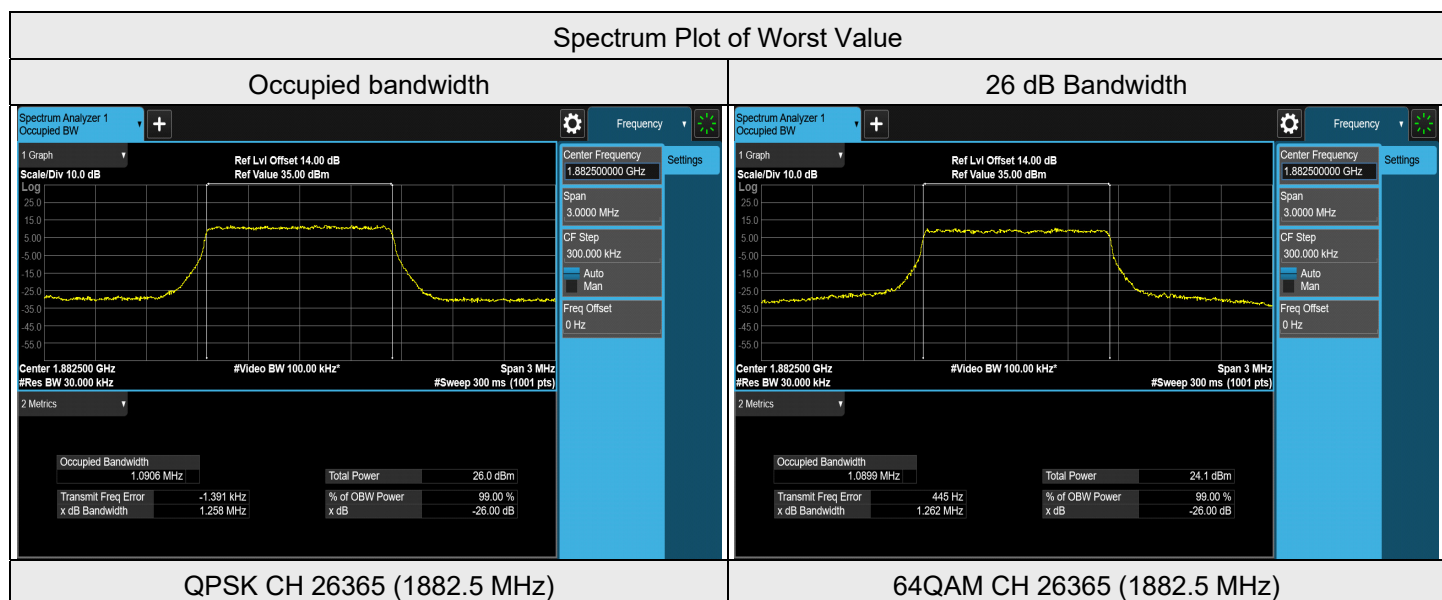 Spectrum Plot of Worst Value
Occupied bandwidth
26 dB Bandwidth
Spectrum Analyzer 1
Occupied BW
+
Frequency
1 Graph
Ref Lvl Offset 14.00 dB
Scale/Div 10.0 dB
Ref Value 35.00 dBm
Log
25.0
15.0
5.00
-5.00
-15.0
-25.0
-35.0
-45.0
-55.0
Center 1.882500 GHz
#Video BW 100.00 kHz*
Span 3 MHz
#Res BW 30.000 kHz
#Sweep 300 ms (1001 pts)
Center Frequency
Settings
1.882500000 GHz
Span
3.0000 MHz
CF Step
300.000 kHz
Auto
Man
Freq Offset
0 Hz
2 Metrics
Occupied Bandwidth
1.0906 MHz
Total Power 26.0 dBm
Transmit Freq Error -1.391 kHz
% of OBW Power 99.00 %
x dB Bandwidth 1.258 MHz
x dB -26.00 dB
Spectrum Analyzer 1
Occupied BW
+
Frequency
1 Graph
Ref Lvl Offset 14.00 dB
Scale/Div 10.0 dB
Ref Value 35.00 dBm
Log
25.0
15.0
5.00
-5.00
-15.0
-25.0
-35.0
-45.0
-55.0
Center 1.882500 GHz
#Video BW 100.00 kHz*
Span 3 MHz
#Res BW 30.000 kHz
#Sweep 300 ms (1001 pts)
Center Frequency
Settings
1.882500000 GHz
Span
3.0000 MHz
CF Step
300.000 kHz
Auto
Man
Freq Offset
0 Hz
2 Metrics
Occupied Bandwidth
1.0899 MHz
Total Power 24.1 dBm
Transmit Freq Error 445 Hz
% of OBW Power 99.00 %
x dB Bandwidth 1.262 MHz
x dB -26.00 dB
QPSK CH 26365 (1882.5 MHz)
64QAM CH 26365 (1882.5 MHz)